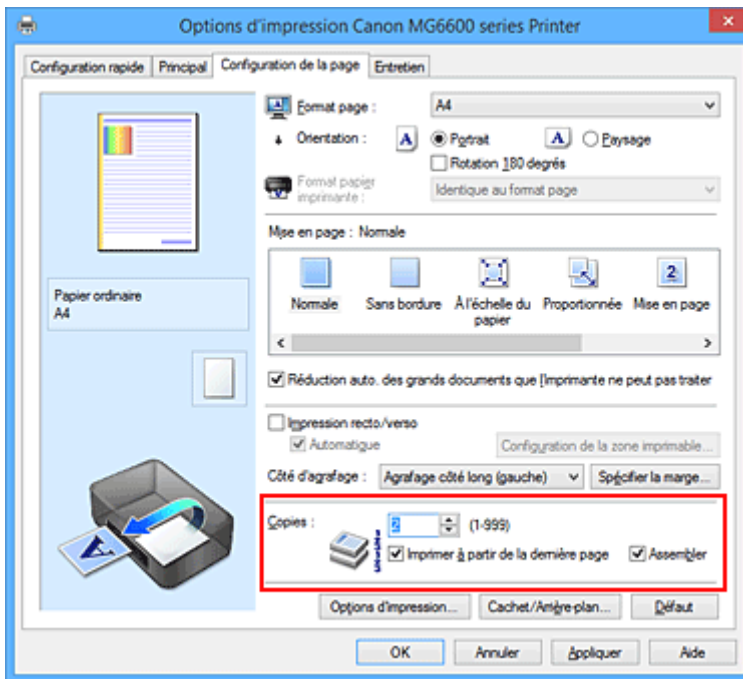 Options d'impression Canon MG6600 series Printer
Configuration rapide Principal Configuration de la page Entretien
Format page : A4
Orientation : A Portrait A Paysage
Rotation 180 degrés
Format papier imprimante : Identique au format page
Mise en page : Normale
Normale Sans bordure À l'échelle du papier Proportionnée Mise en page
Papier ordinaire
A4
Réduction auto. des grands documents que l'imprimante ne peut pas traiter
Impression recto/verso
Automatique Configuration de la zone imprimable...
Côté d'agrafage : Agrafage côté long (gauche) Spécifier la marge...
Copies : 2 (1-999)
Imprimer à partir de la dernière page Assembler
Options d'impression... Cachet/Arrière-plan... Défaut
OK Annuler Appliquer Aide